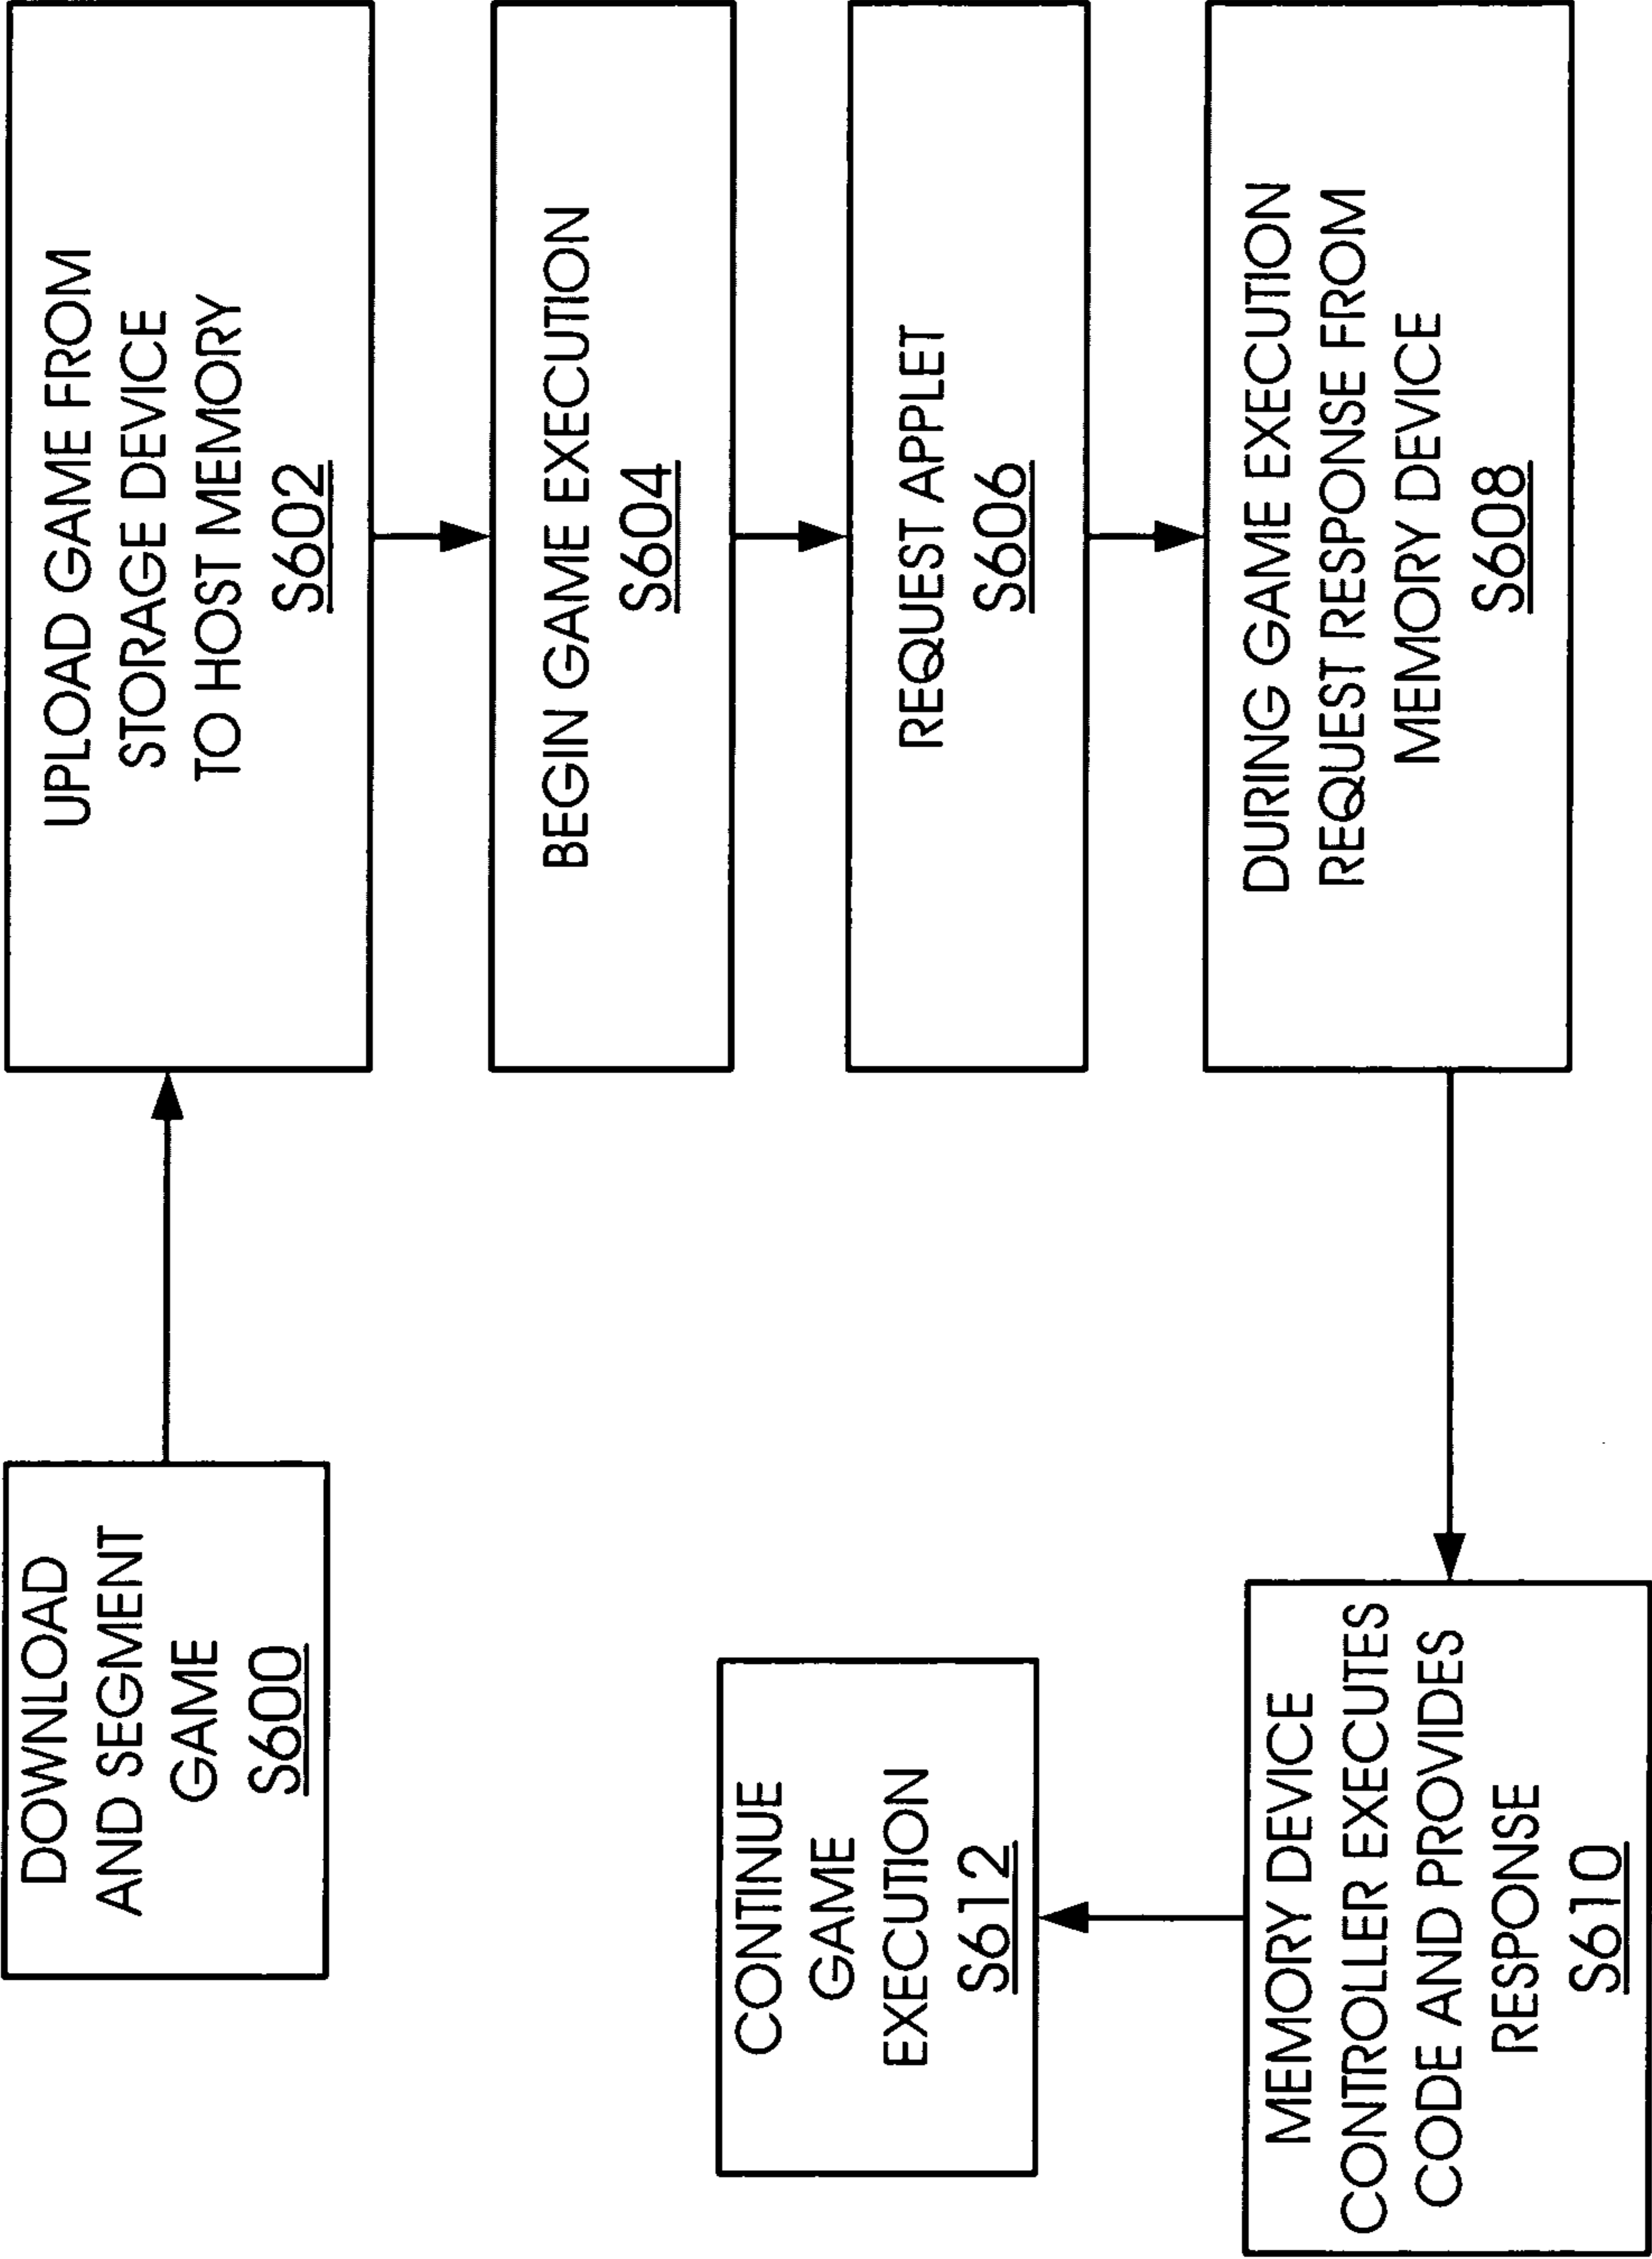 DOWNLOAD
AND SEGMENT
GAME
S600
UPLOAD GAME FROM
STORAGE DEVICE
TO HOST MEMORY
S602
BEGIN GAME EXECUTION
S604
REQUEST APPLET
S606
DURING GAME EXECUTION
REQUEST RESPONSE FROM
MEMORY DEVICE
S608
MEMORY DEVICE
CONTROLLER EXECUTES
CODE AND PROVIDES
RESPONSE
S610
CONTINUE
GAME
EXECUTION
S612